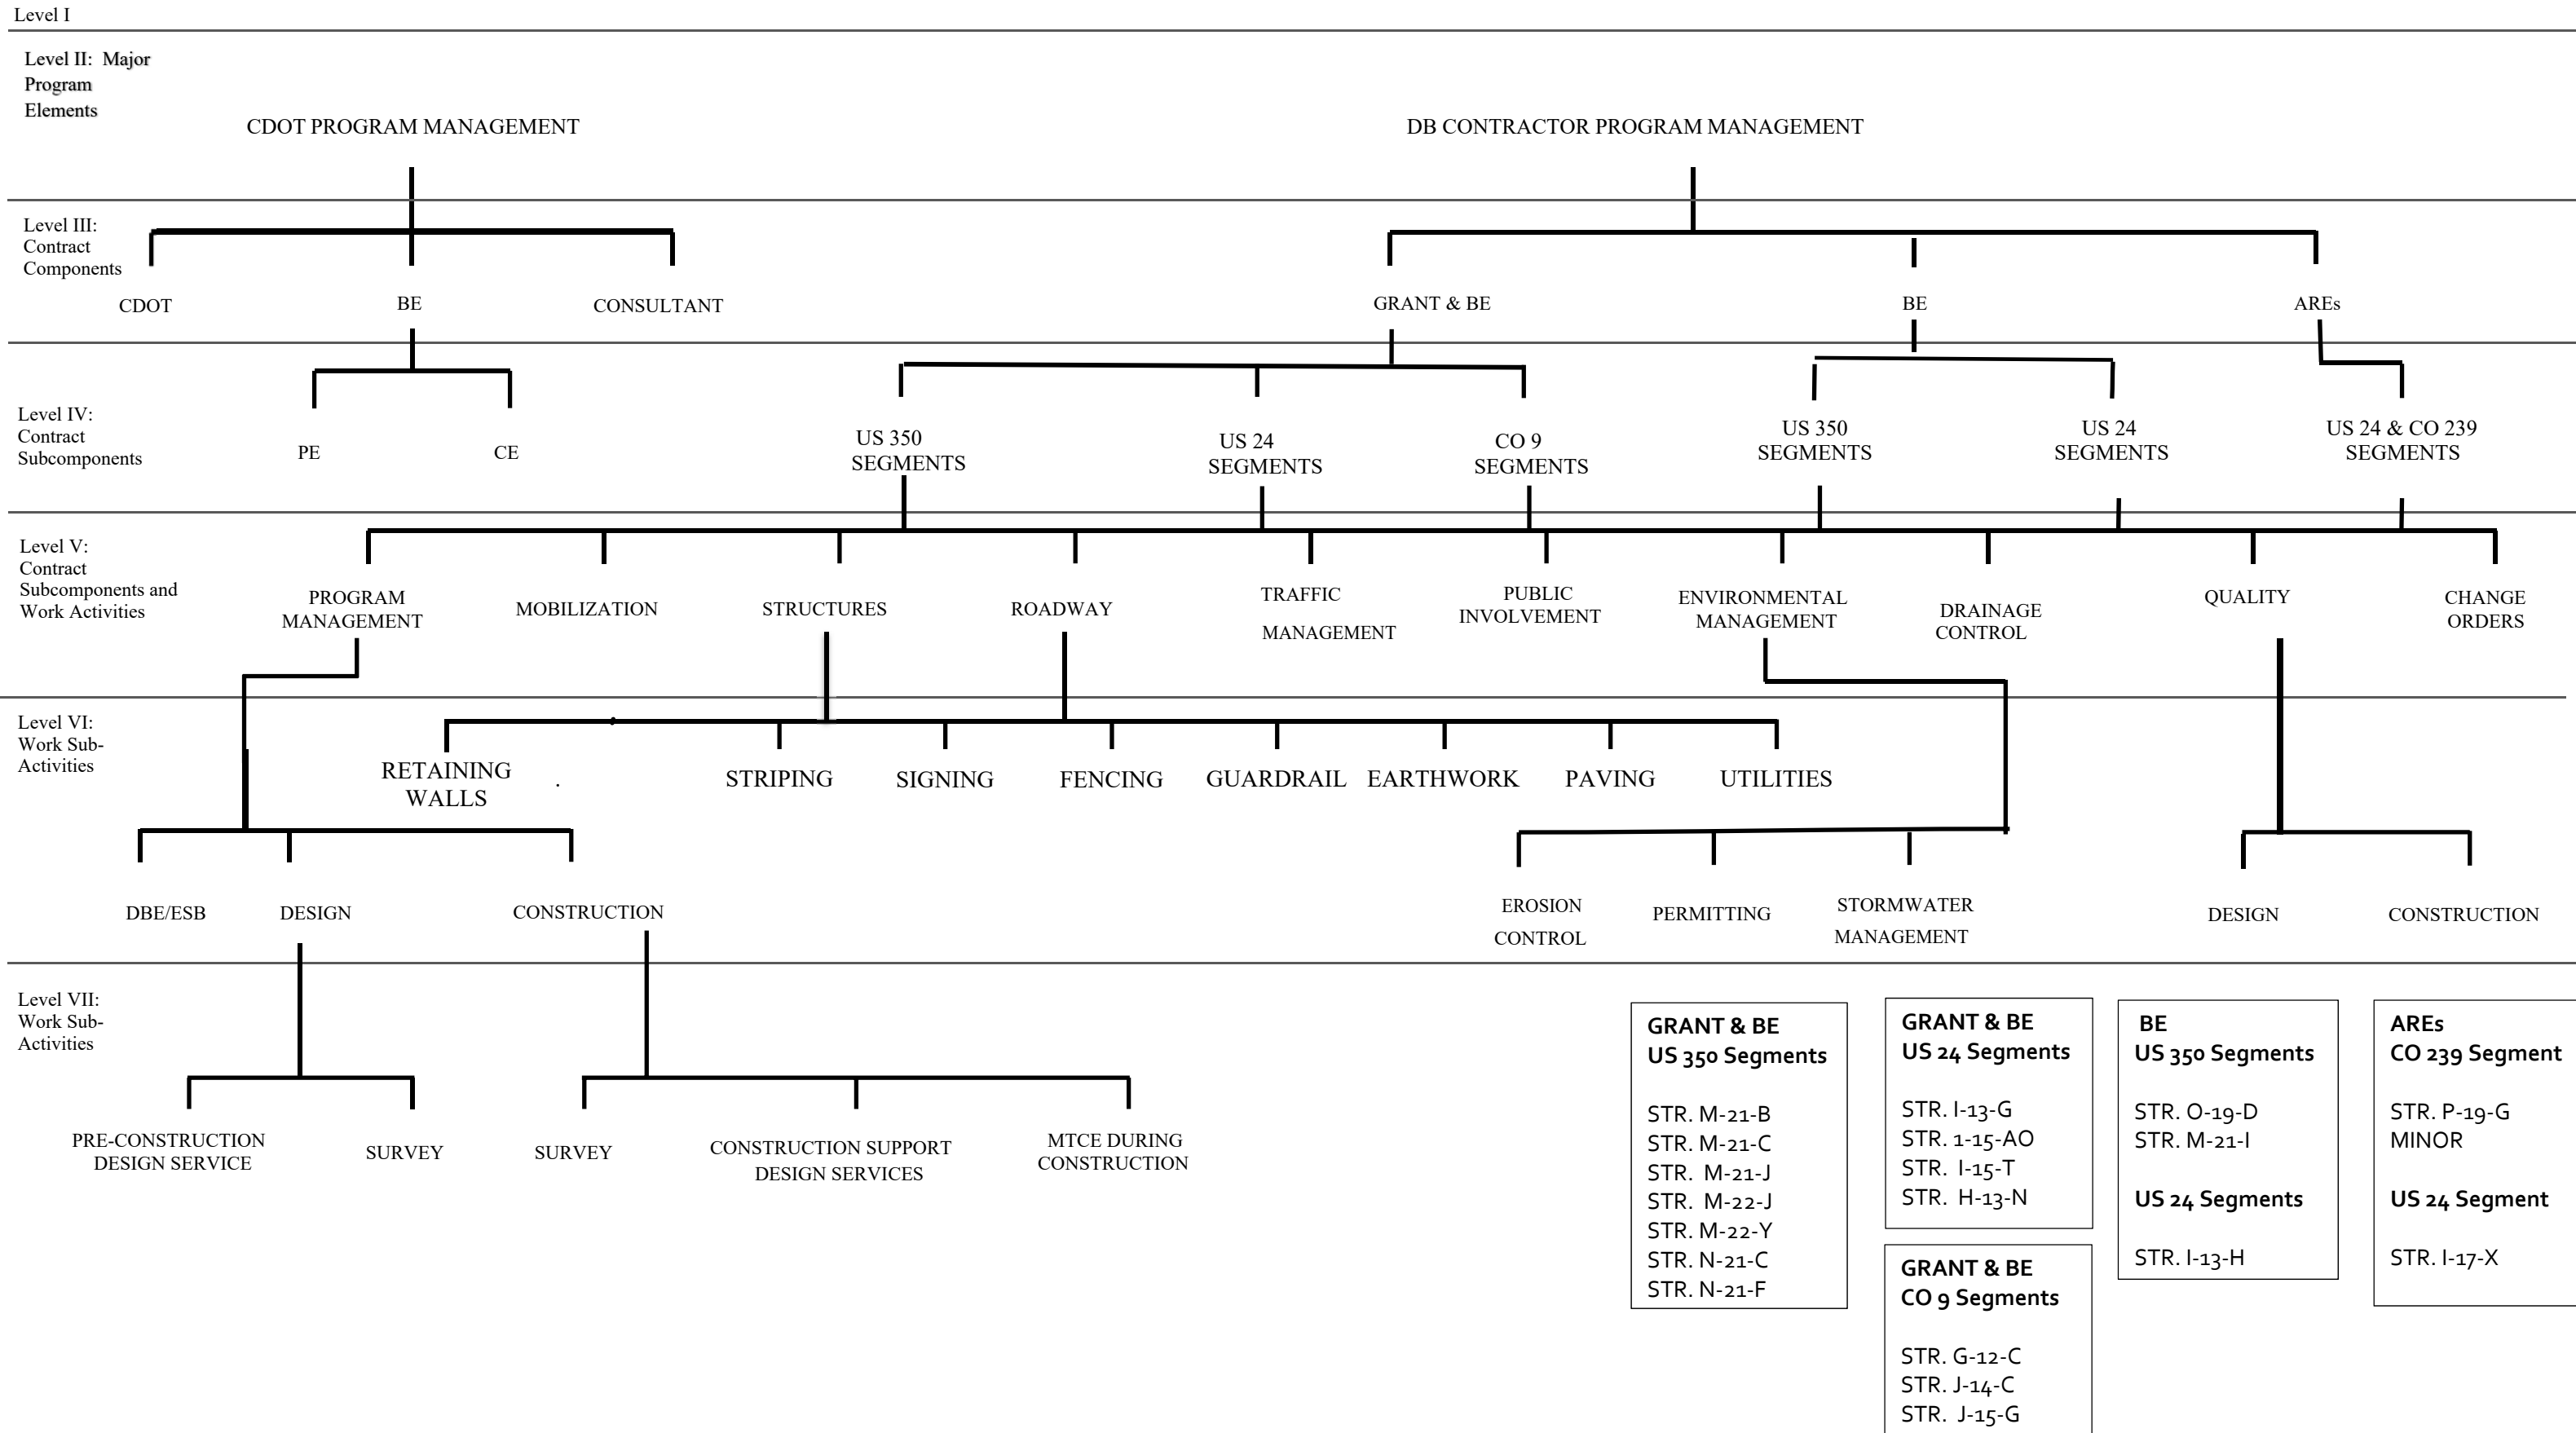 Level I
Level II:  Major
Program
Elements
CDOT PROGRAM MANAGEMENT
DB CONTRACTOR PROGRAM MANAGEMENT
Level III:
Contract
Components
CDOT
BE
CONSULTANT
GRANT & BE
BE
AREs
Level IV:
Contract
Subcomponents
PE
CE
US 350
SEGMENTS
US 24
SEGMENTS
CO 9
SEGMENTS
US 350
SEGMENTS
US 24
SEGMENTS
US 24 & CO 239
SEGMENTS
Level V:
Contract
Subcomponents and
Work Activities
PROGRAM
MANAGEMENT
MOBILIZATION
STRUCTURES
ROADWAY
TRAFFIC
MANAGEMENT
PUBLIC
INVOLVEMENT
ENVIRONMENTAL
MANAGEMENT
DRAINAGE
CONTROL
QUALITY
CHANGE
ORDERS
Level VI:
Work Sub-
Activities
RETAINING
WALLS
.
STRIPING
SIGNING
FENCING
GUARDRAIL
EARTHWORK
PAVING
UTILITIES
DBE/ESB
DESIGN
CONSTRUCTION
EROSION
CONTROL
PERMITTING
STORMWATER
MANAGEMENT
DESIGN
CONSTRUCTION
Level VII:
Work Sub-
Activities
PRE-CONSTRUCTION
DESIGN SERVICE
SURVEY
SURVEY
CONSTRUCTION SUPPORT
DESIGN SERVICES
MTCE DURING
CONSTRUCTION
GRANT & BE
US 350 Segments
STR. M-21-B
STR. M-21-C
STR.  M-21-J
STR.  M-22-J
STR. M-22-Y
STR. N-21-C
STR. N-21-F
GRANT & BE
US 24 Segments
STR. I-13-G
STR. 1-15-AO
STR.  I-15-T
STR.  H-13-N
GRANT & BE
CO 9 Segments
STR. G-12-C
STR. J-14-C
STR.  J-15-G
BE
US 350 Segments
STR. O-19-D
STR. M-21-I
US 24 Segments
STR. I-13-H
AREs
CO 239 Segment
STR. P-19-G
MINOR
US 24 Segment
STR. I-17-X